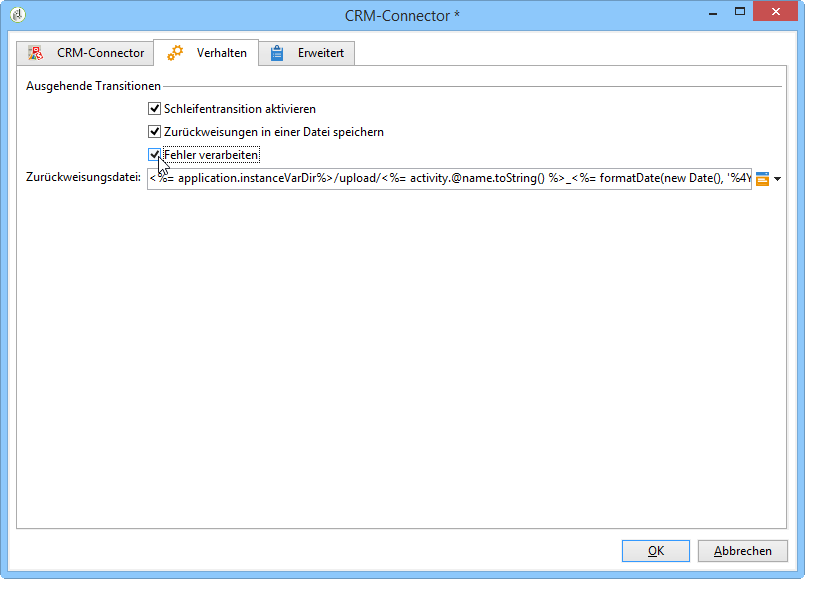 CRM-Connector *
CRM-Connector Verhalten Erweitert
Ausgehende Transitionen
Schleifentransition aktivieren
Zurückweisungen in einer Datei speichern
Fehler verarbeiten
Zurückweisungsdatei: <%= application.instanceVarDir%>/upload/<%= activity.@name.toString() %>_<%= formatDate(new Date(), '%4Y
OK Abbrechen